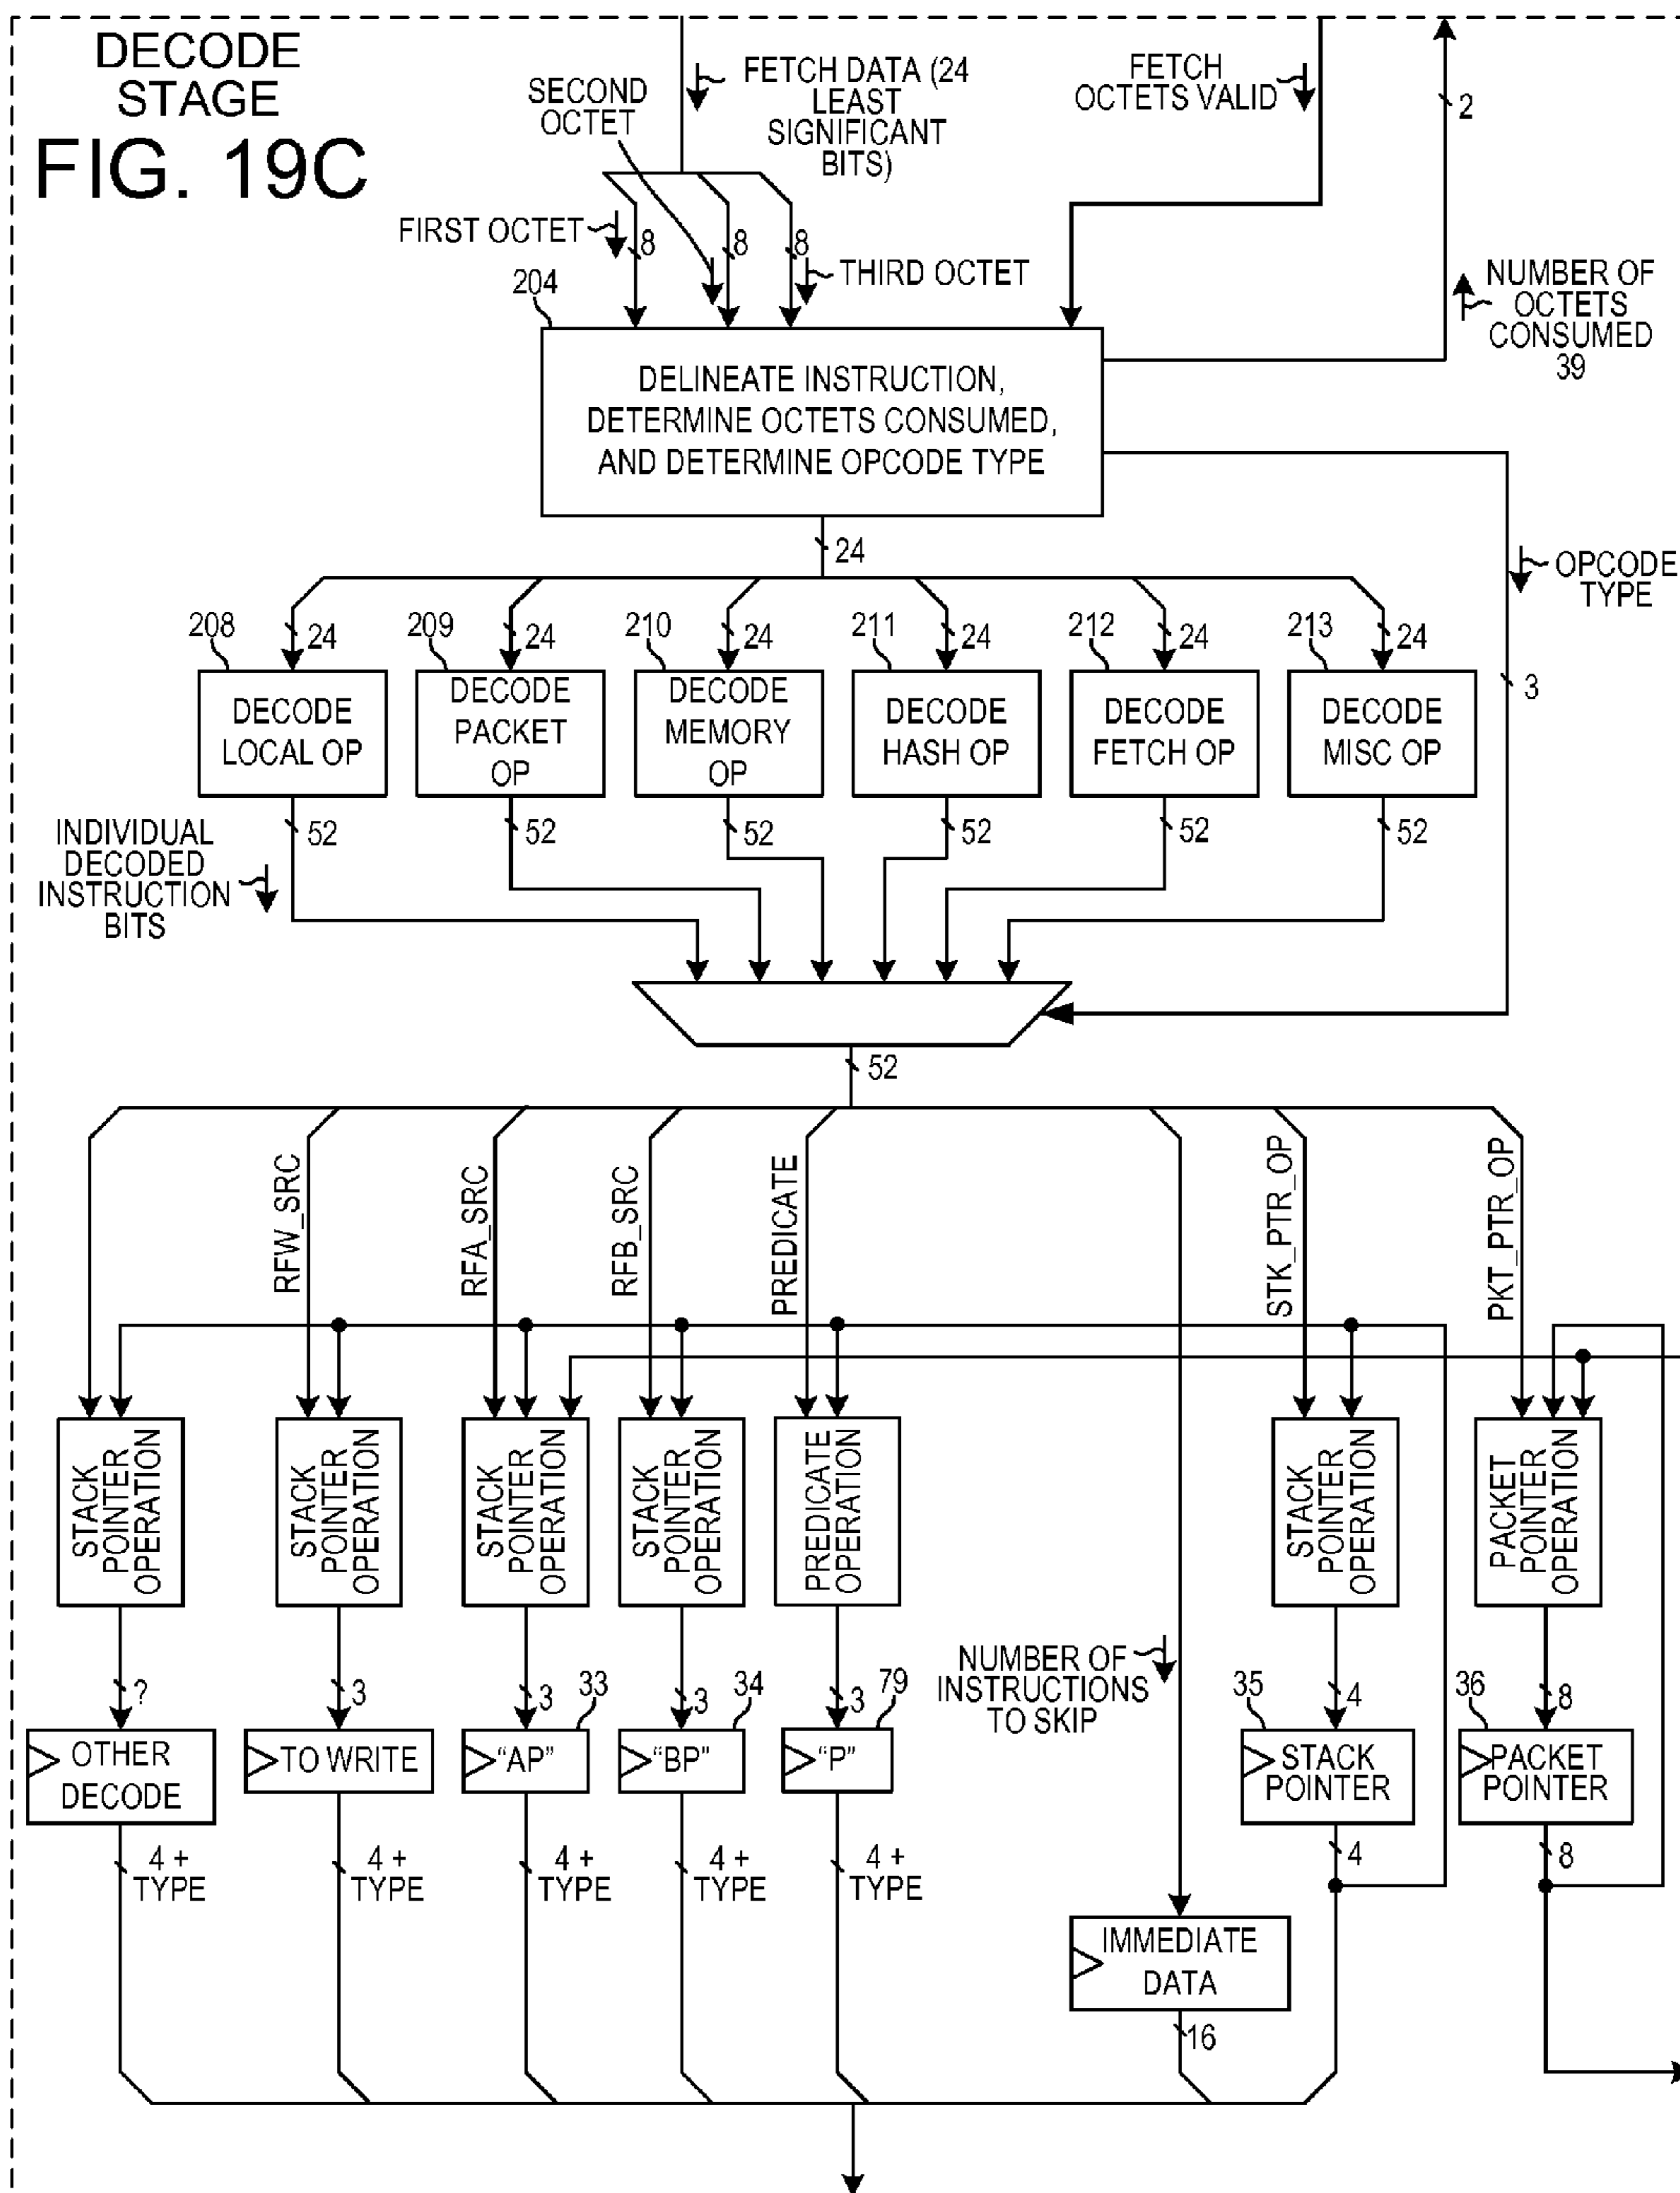 DECODE
STAGE
FIG. 19C
SECOND
OCTET
FETCH DATA (24
LEAST
SIGNIFICANT
BITS)
FETCH
OCTETS VALID
2
FIRST OCTET
8
8
8
THIRD OCTET
NUMBER OF
OCTETS
CONSUMED
39
204
DELINEATE INSTRUCTION,
DETERMINE OCTETS CONSUMED,
AND DETERMINE OPCODE TYPE
24
OPCODE
TYPE
3
208
24
209
24
210
24
211
24
212
24
213
24
DECODE
LOCAL OP
DECODE
PACKET
OP
DECODE
MEMORY
OP
DECODE
HASH OP
DECODE
FETCH OP
DECODE
MISC OP
INDIVIDUAL
DECODED
INSTRUCTION
BITS
52
52
52
52
52
52
52
RFW_SRC
RFA_SRC
RFB_SRC
PREDICATE
STK_PTR_OP
PKT_PTR_OP
STACK
POINTER
OPERATION
STACK
POINTER
OPERATION
STACK
POINTER
OPERATION
STACK
POINTER
OPERATION
PREDICATE
OPERATION
STACK
POINTER
OPERATION
PACKET
POINTER
OPERATION
NUMBER OF
INSTRUCTIONS
TO SKIP
?
3
3
33
3
34
3
79
4
35
8
36
OTHER
DECODE
TO WRITE
“AP”
“BP”
“P”
STACK
POINTER
PACKET
POINTER
4 +
TYPE
4 +
TYPE
4 +
TYPE
4 +
TYPE
4 +
TYPE
4
8
IMMEDIATE
DATA
16